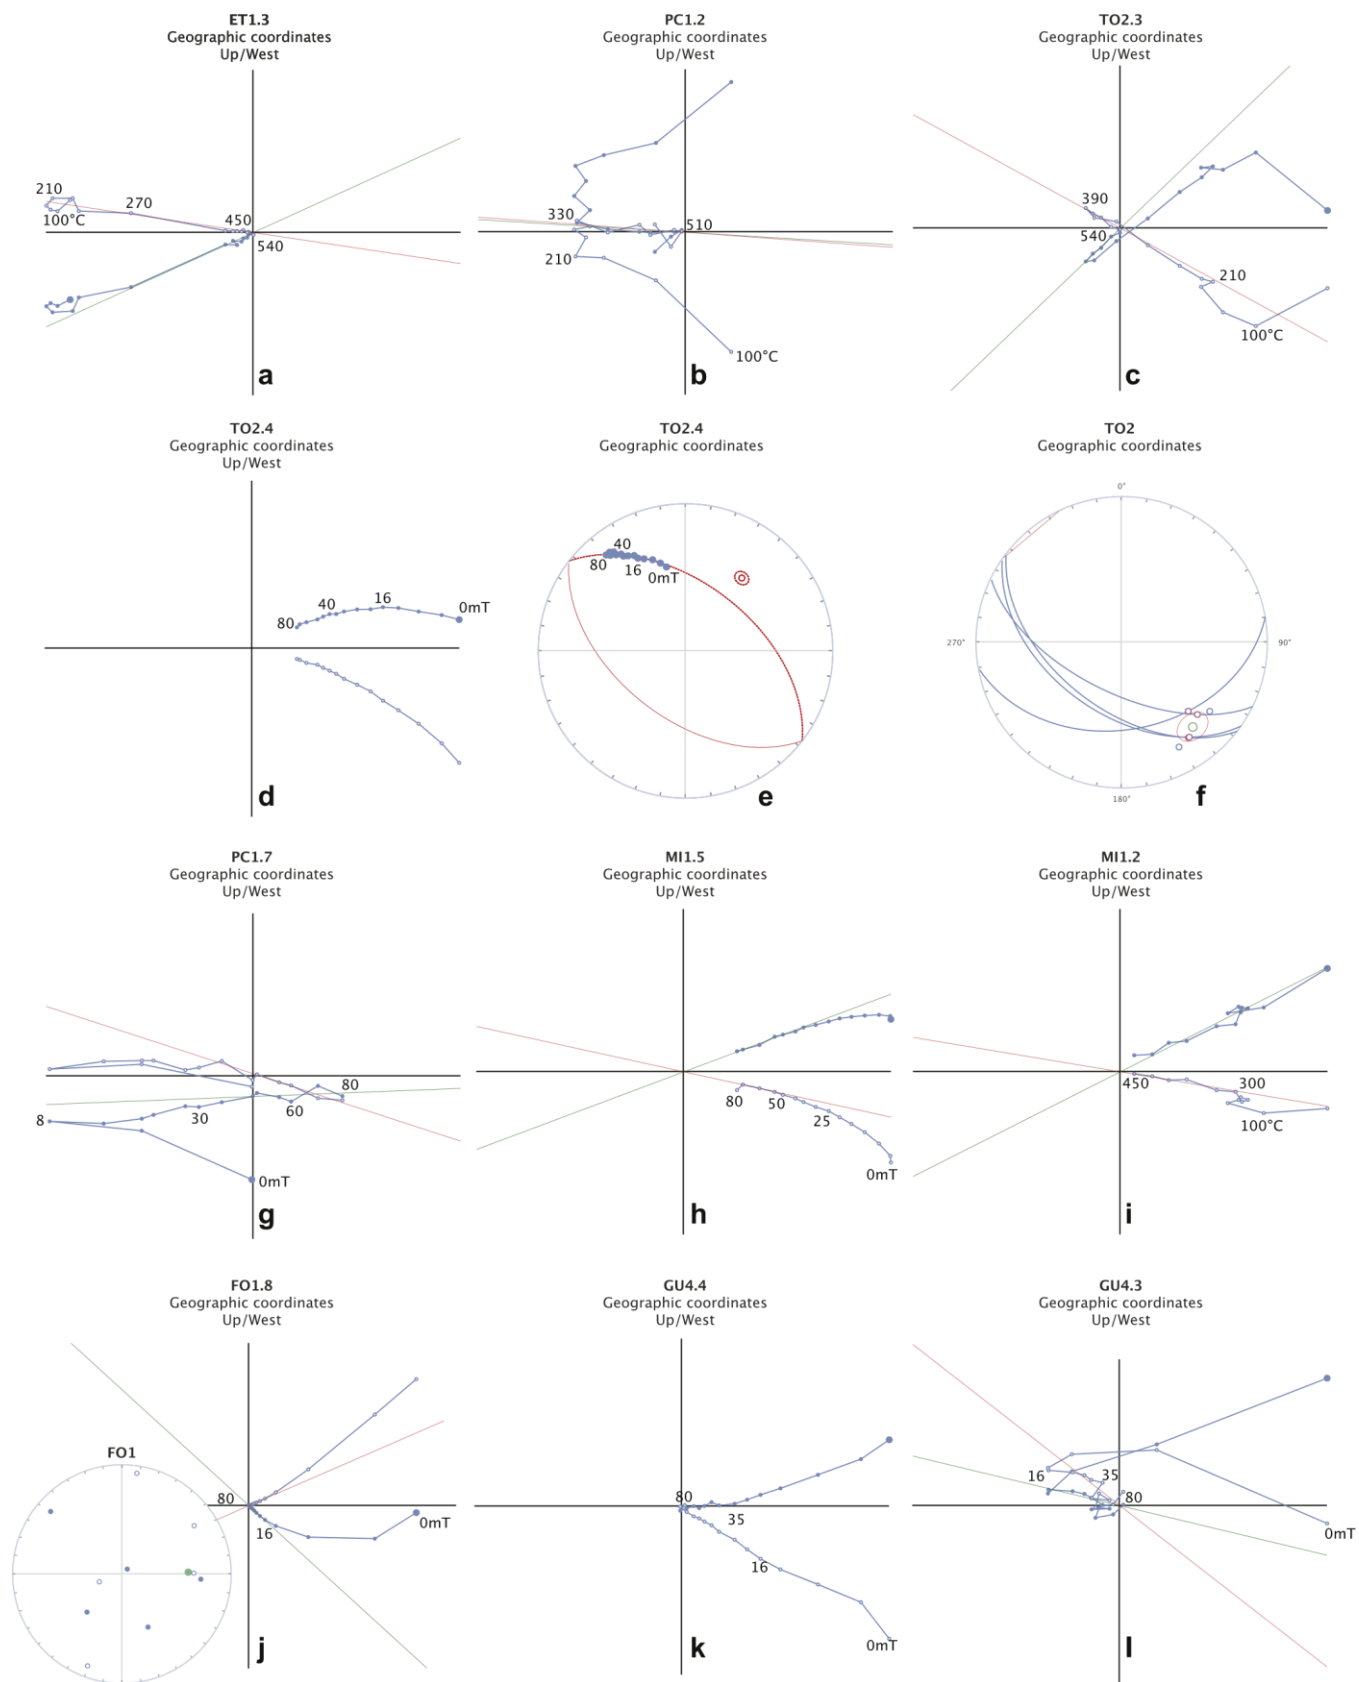 ET1.3
Geographic coordinates
Up/West
210
270
100°C
450
540
a
PC1.2
Geographic coordinates
Up/West
330
510
210
100°C
b
TO2.3
Geographic coordinates
Up/West
390
540
210
100°C
c
TO2.4
Geographic coordinates
Up/West
40
16
0mT
80
d
TO2.4
Geographic coordinates
40
80
16
0mT
e
TO2
Geographic coordinates
0°
270°
90°
180°
f
PC1.7
Geographic coordinates
Up/West
80
8
30
60
0mT
g
MI1.5
Geographic coordinates
Up/West
80
50
25
0mT
h
MI1.2
Geographic coordinates
Up/West
450
300
100°C
i
FO1.8
Geographic coordinates
Up/West
FO1
80
16
0mT
j
GU4.4
Geographic coordinates
Up/West
80
35
16
0mT
k
GU4.3
Geographic coordinates
Up/West
16
35
80
0mT
l